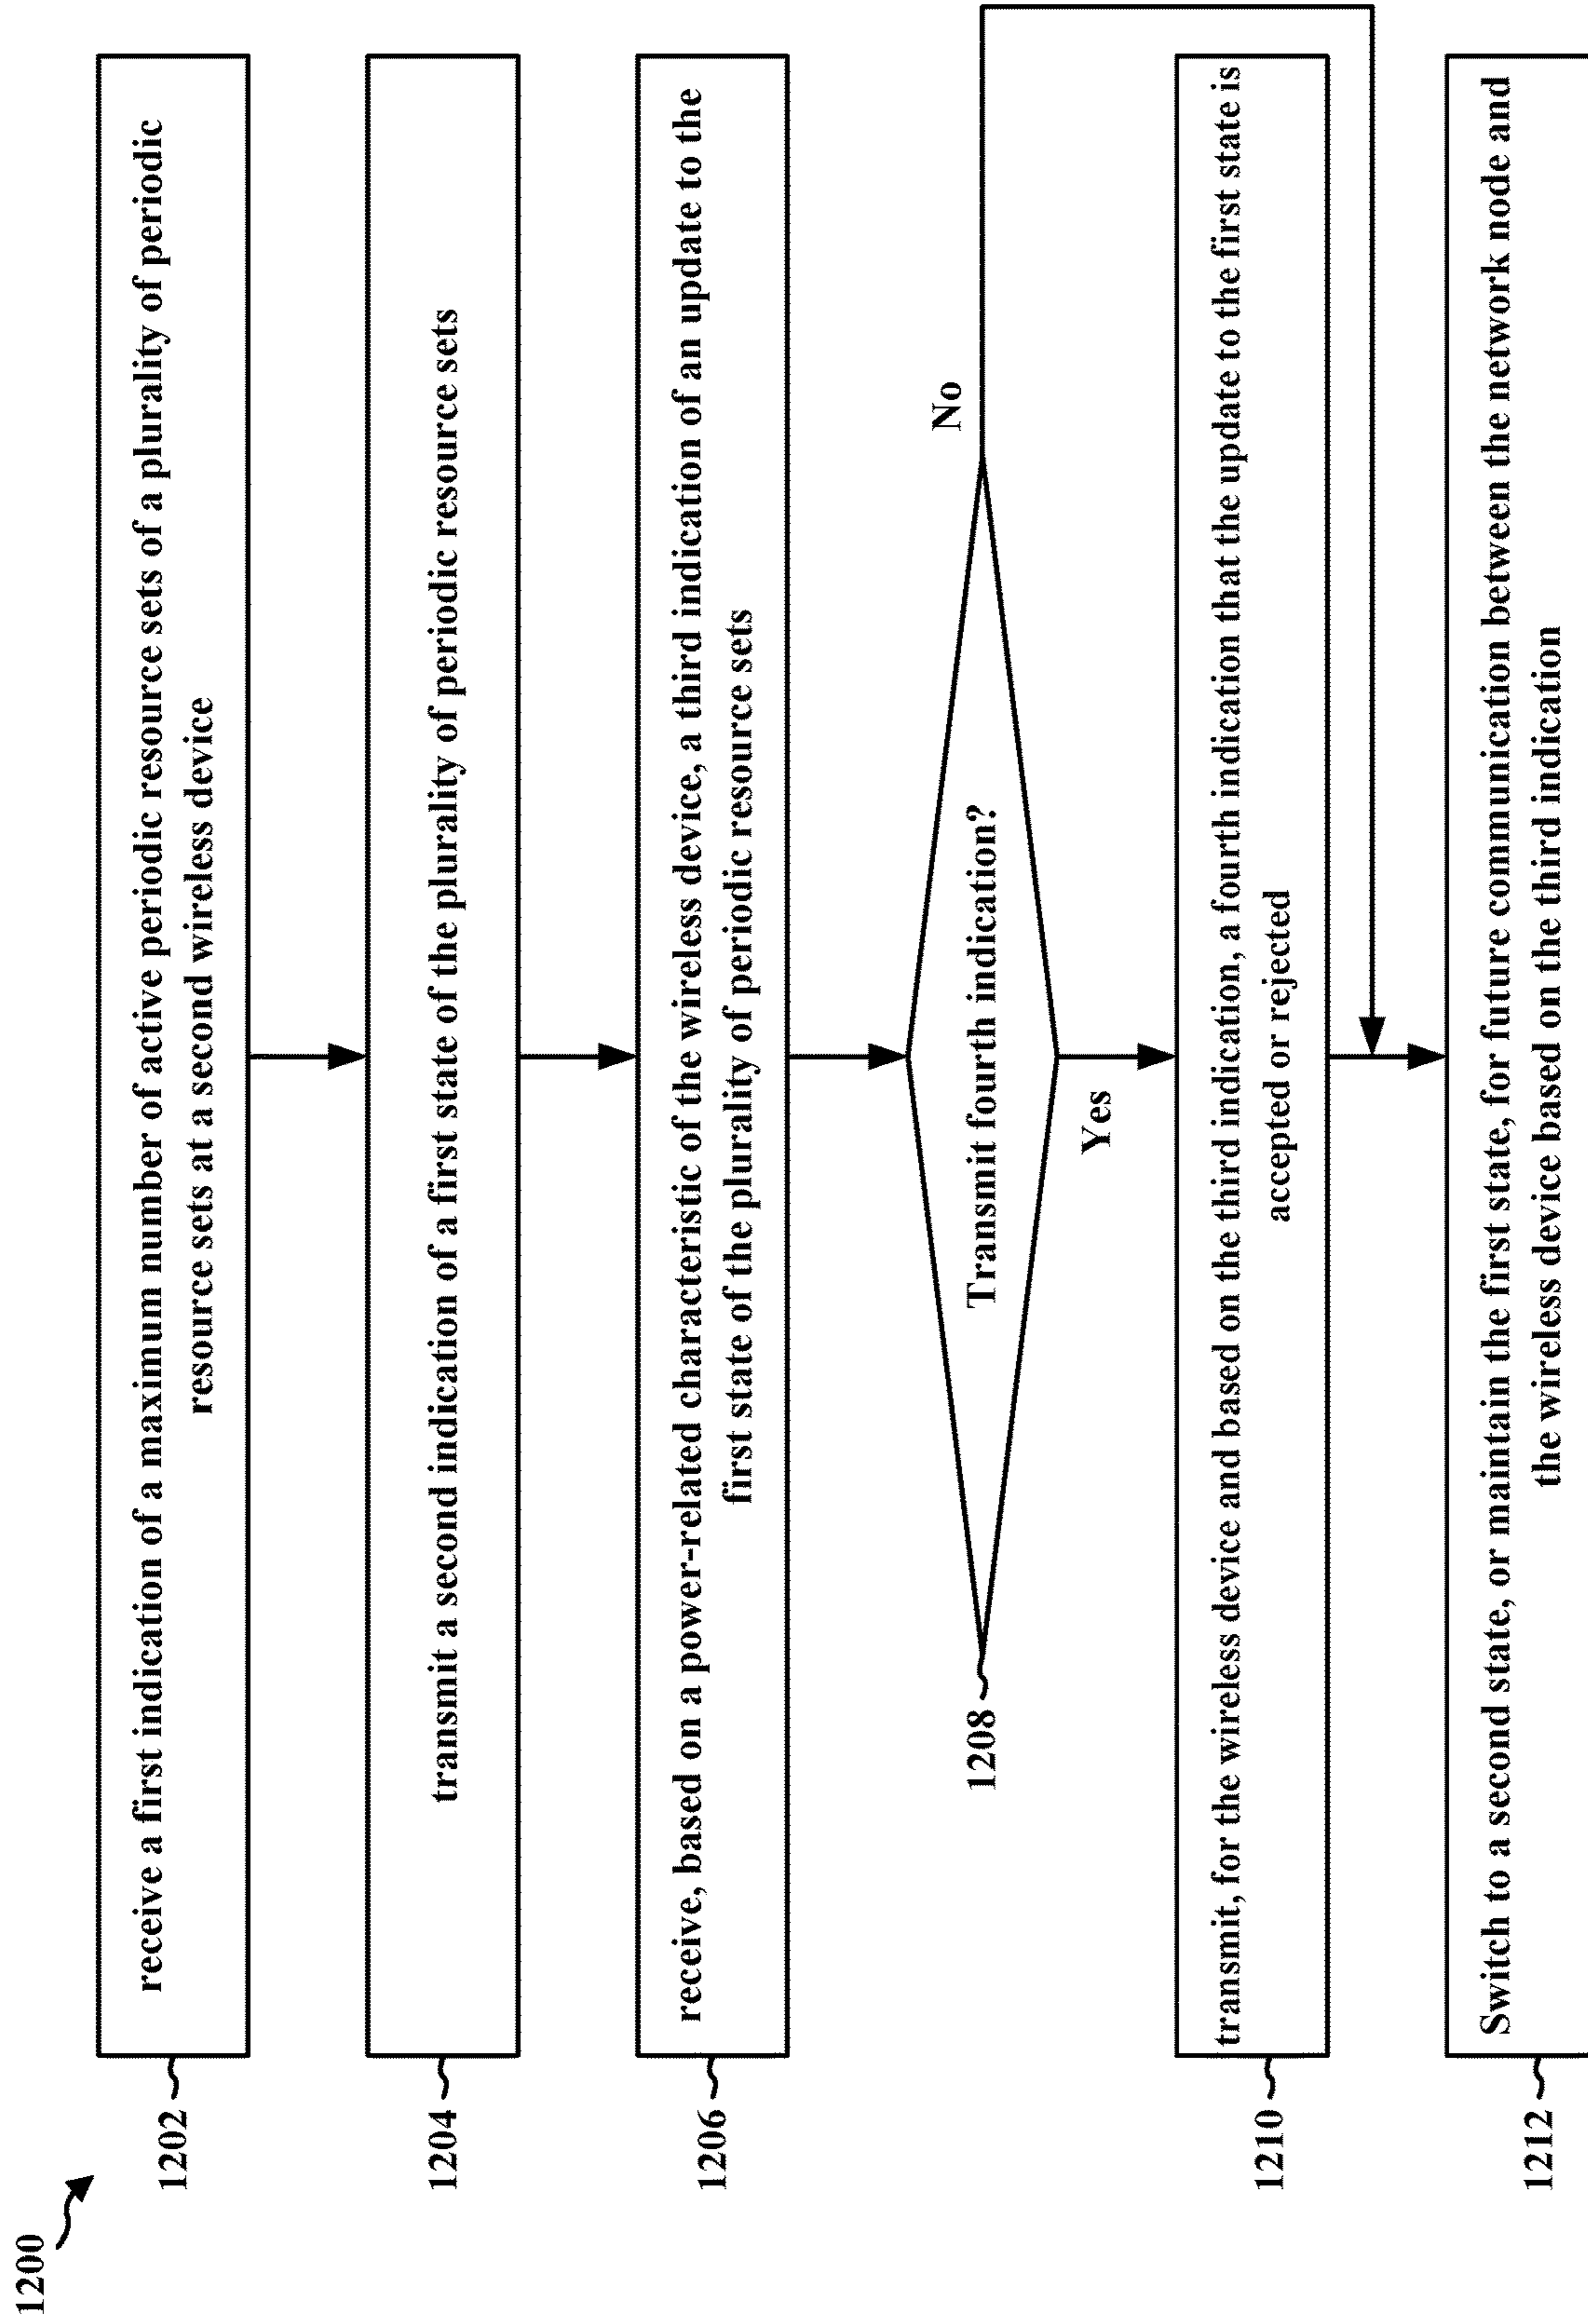 1200
1202
receive a first indication of a maximum number of active periodic resource sets of a plurality of periodic
resource sets at a second wireless device
1204
transmit a second indication of a first state of the plurality of periodic resource sets
1206
receive, based on a power-related characteristic of the wireless device, a third indication of an update to the
first state of the plurality of periodic resource sets
1208
Transmit fourth indication?
No
Yes
1210
transmit, for the wireless device and based on the third indication, a fourth indication that the update to the first state is
accepted or rejected
1212
Switch to a second state, or maintain the first state, for future communication between the network node and
the wireless device based on the third indication